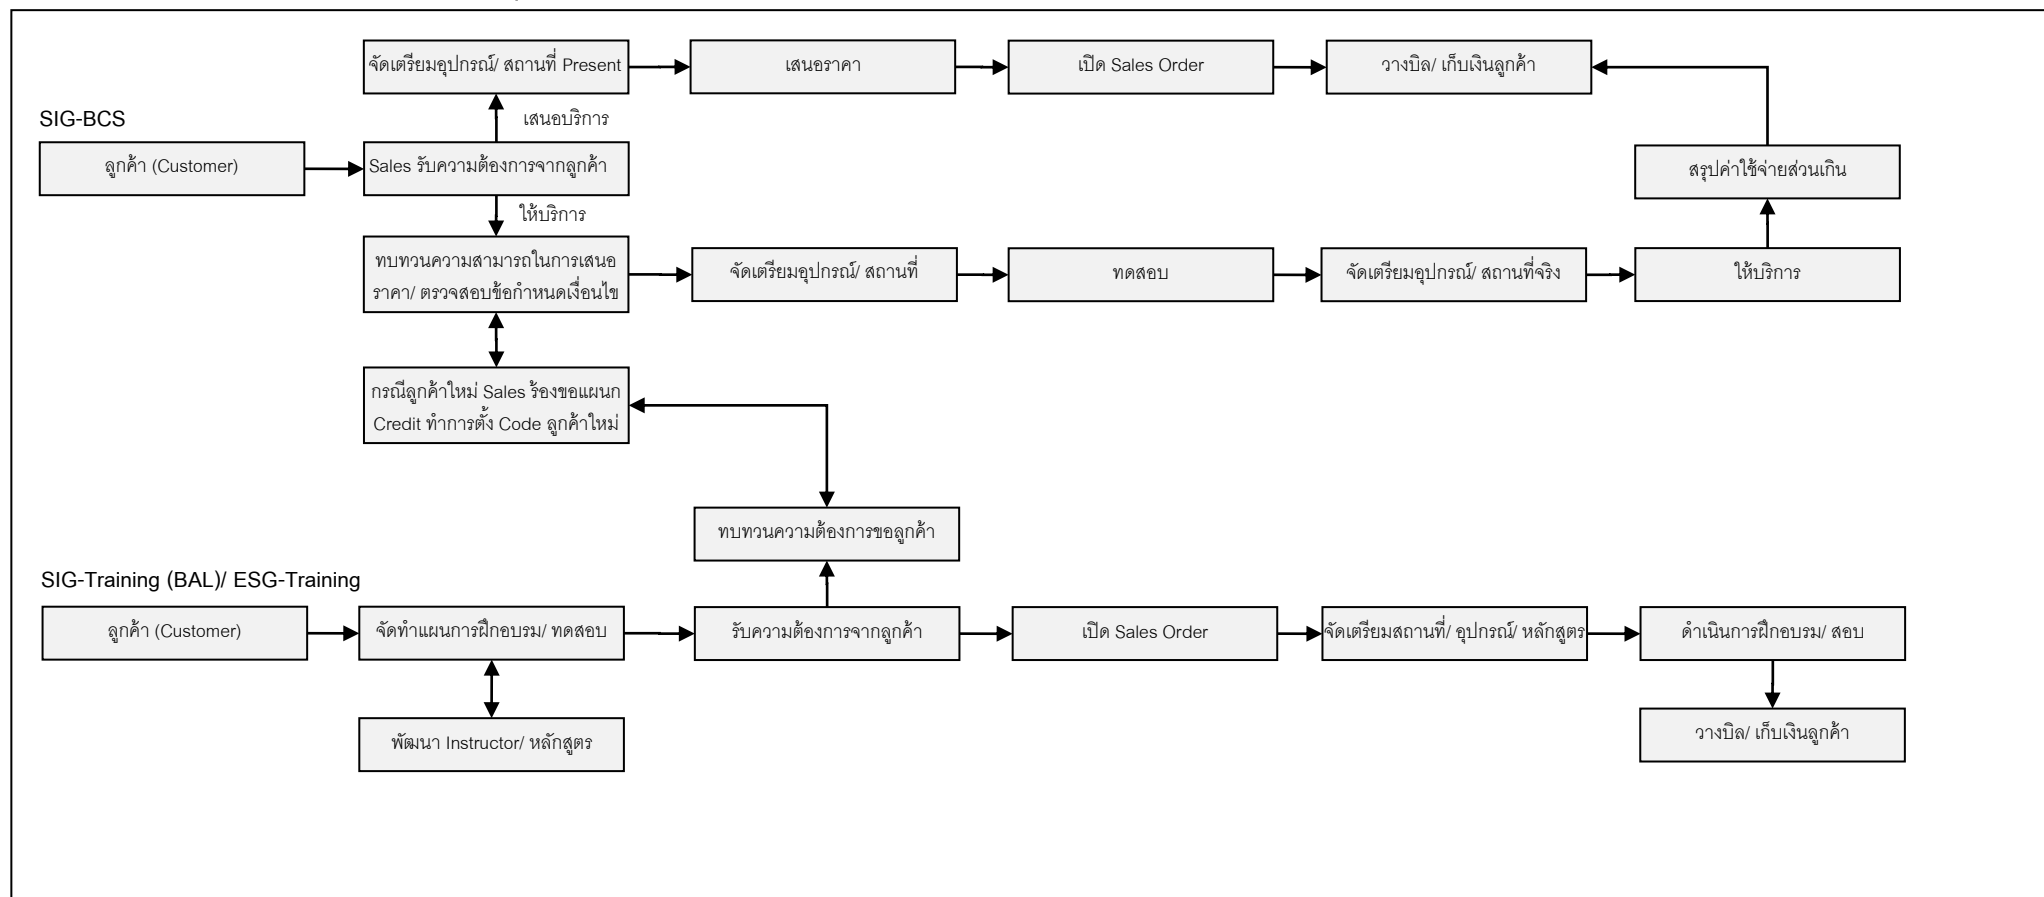 จัดเตรียมอุปกรณ์/ สถานที่ Present
เสนอราคา
เปิด Sales Order
วางบิล/ เก็บเงินลูกค้า
เสนอบริการ
SIG-BCS
ลูกค้า (Customer)
Sales รับความต้องการจากลูกค้า
สรุปค่าใช้จ่ายส่วนเกิน
ให้บริการ
ทบทวนความสามารถในการเสนอ
ราคา/ ตรวจสอบข้อกำหนดเงื่อนไข
จัดเตรียมอุปกรณ์/ สถานที่
ทดสอบ
จัดเตรียมอุปกรณ์/ สถานที่จริง
ให้บริการ
กรณีลูกค้าใหม่ Sales ร้องขอแผนก
Credit ทำการตั้ง Code ลูกค้าใหม่
ทบทวนความต้องการขอลูกค้า
SIG-Training (BAL)/ ESG-Training
ลูกค้า (Customer)
จัดทำแผนการฝึกอบรม/ ทดสอบ
รับความต้องการจากลูกค้า
เปิด Sales Order
จัดเตรียมสถานที่/ อุปกรณ์/ หลักสูตร
ดำเนินการฝึกอบรม/ สอบ
พัฒนา Instructor/ หลักสูตร
วางบิล/ เก็บเงินลูกค้า